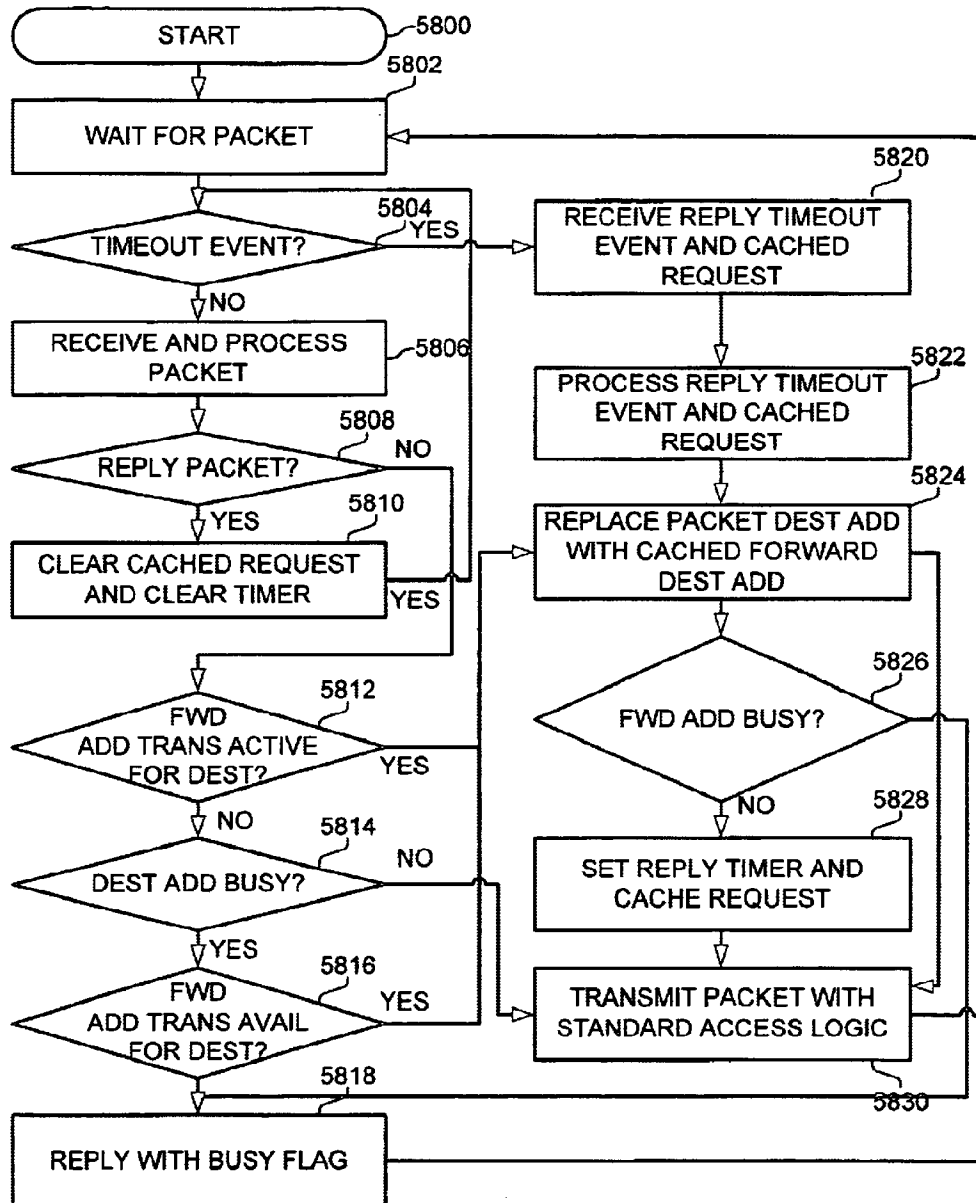 START
5800
5802
WAIT FOR PACKET
5804
TIMEOUT EVENT?
YES
NO
RECEIVE AND PROCESS
PACKET
5806
5808
REPLY PACKET?
NO
YES
5810
CLEAR CACHED REQUEST
AND CLEAR TIMER
YES
5812
FWD
ADD TRANS ACTIVE
FOR DEST?
YES
NO
5814
DEST ADD BUSY?
NO
YES
5816
FWD
ADD TRANS AVAIL
FOR DEST?
YES
5818
REPLY WITH BUSY FLAG
5820
RECEIVE REPLY TIMEOUT
EVENT AND CACHED
REQUEST
5822
PROCESS REPLY TIMEOUT
EVENT AND CACHED
REQUEST
5824
REPLACE PACKET DEST ADD
WITH CACHED FORWARD
DEST ADD
5826
FWD ADD BUSY?
NO
5828
SET REPLY TIMER AND
CACHE REQUEST
TRANSMIT PACKET WITH
STANDARD ACCESS LOGIC
5830